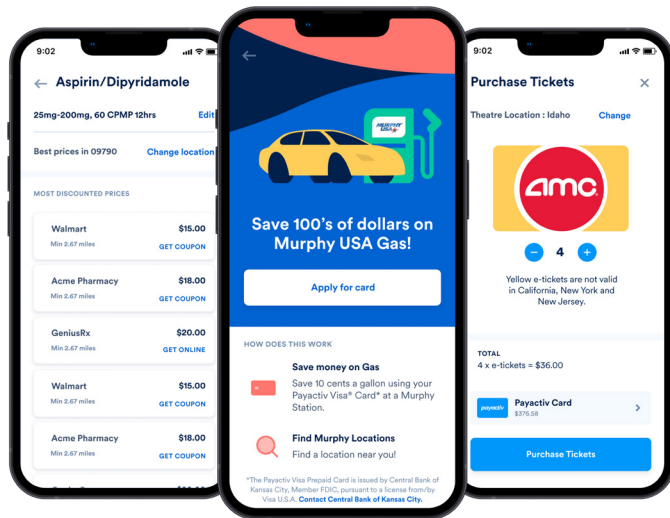 9:02
Aspirin/Dipyridamole
25mg-200mg, 60 CPMP 12hrs Edit
Best prices in 09790 Change location
MOST DISCOUNTED PRICES
Walmart $15.00
Min 2.67 miles GET COUPON
Acme Pharmacy $18.00
Min 2.67 miles GET COUPON
GeniusRx $20.00
Min 2.67 miles GET ONLINE
Walmart $15.00
Min 2.67 miles GET COUPON
Acme Pharmacy $18.00
Min 2.67 miles GET COUPON
MURPHY
USA
Save 100's of dollars on
Murphy USA Gas!
Apply for card
HOW DOES THIS WORK
Save money on Gas
Save 10 cents a gallon using your
Payactiv Visa® Card* at a Murphy
Station.
Find Murphy Locations
Find a location near you!
*The Payactiv Visa Prepaid Card is issued by Central Bank of
Kansas City, Member FDIC, pursuant to a license from/by
Visa U.S.A. Contact Central Bank of Kansas City.
9:02
Purchase Tickets
Theatre Location : Idaho Change
amc
4
Yellow e-tickets are not valid
in California, New York and
New Jersey.
TOTAL
4 x e-tickets = $36.00
payactiv
Payactiv Card
$376.58
Purchase Tickets